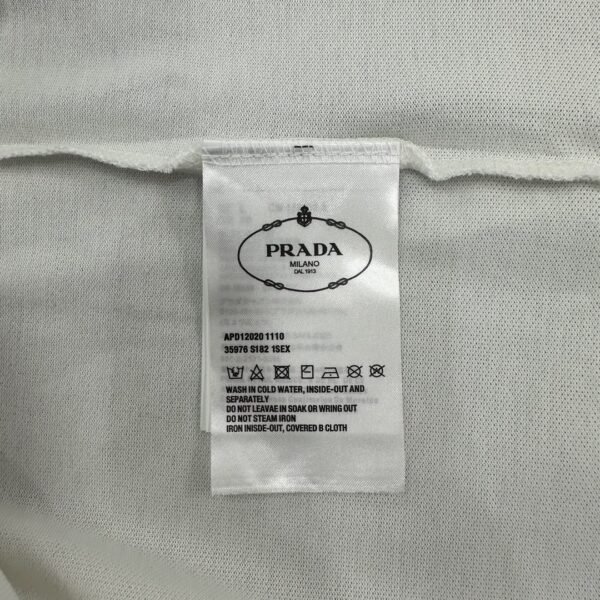 PRADA
MILANO
DAL 1913
APD12020 1110
35976 S182 1SEX
WASH IN COLD WATER, INSIDE-OUT AND
SEPARATELY
DO NOT LEAVAE IN SOAK OR WRING OUT
DO NOT STEAM IRON
IRON INISDE-OUT, COVERED B CLOTH